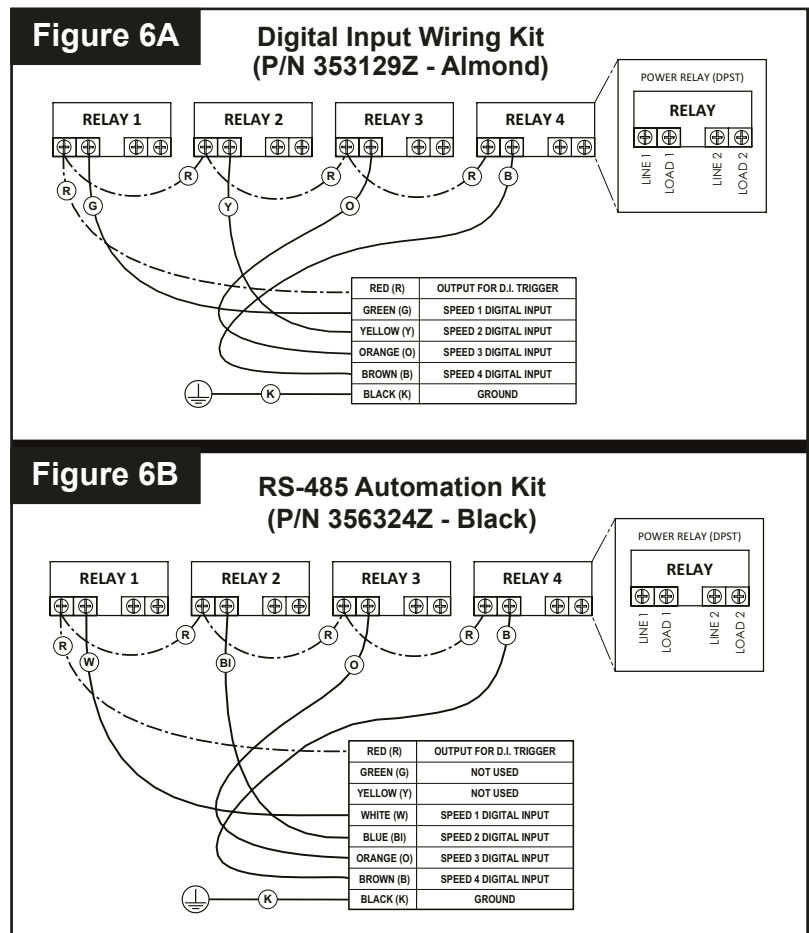 Figure 6A
Digital Input Wiring Kit
(P/N 353129Z - Almond)
POWER RELAY (DPST)
RELAY
LINE 1
LOAD 1
LINE 2
LOAD 2
RELAY 1
RELAY 2
RELAY 3
RELAY 4
R
R
R
R
B
G
Y
O
RED (R) OUTPUT FOR D.I. TRIGGER
GREEN (G) SPEED 1 DIGITAL INPUT
YELLOW (Y) SPEED 2 DIGITAL INPUT
ORANGE (O) SPEED 3 DIGITAL INPUT
BROWN (B) SPEED 4 DIGITAL INPUT
K
BLACK (K) GROUND
Figure 6B
RS-485 Automation Kit
(P/N 356324Z - Black)
POWER RELAY (DPST)
RELAY
LINE 1
LOAD 1
LINE 2
LOAD 2
RELAY 1
RELAY 2
RELAY 3
RELAY 4
R
R
R
R
B
W
Bl
O
RED (R) OUTPUT FOR D.I. TRIGGER
GREEN (G) NOT USED
YELLOW (Y) NOT USED
WHITE (W) SPEED 1 DIGITAL INPUT
BLUE (Bl) SPEED 2 DIGITAL INPUT
ORANGE (O) SPEED 3 DIGITAL INPUT
BROWN (B) SPEED 4 DIGITAL INPUT
K
BLACK (K) GROUND